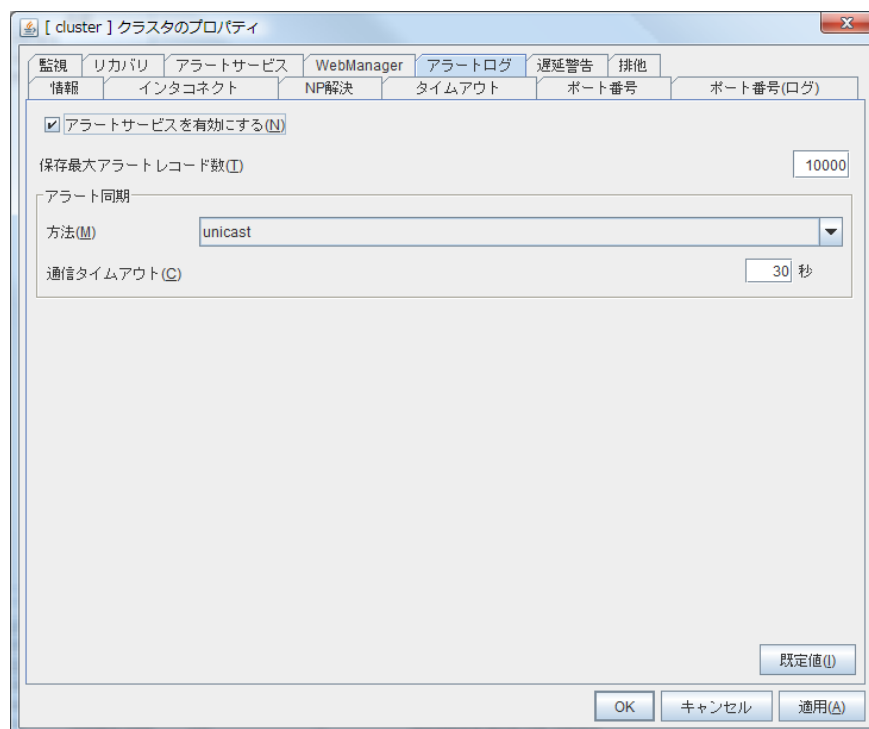 [ cluster ] クラスタのプロパティ
監視 リカバリ アラートサービス WebManager アラートログ 遅延警告 排他
情報 インタコネクト NP解決 タイムアウト ポート番号 ポート番号(ログ)
アラートサービスを有効にする(N)
保存最大アラートレコード数(T) 10000
アラート同期
方法(M) unicast
通信タイムアウト(C) 30 秒
既定値(I)
OK キャンセル 適用(A)